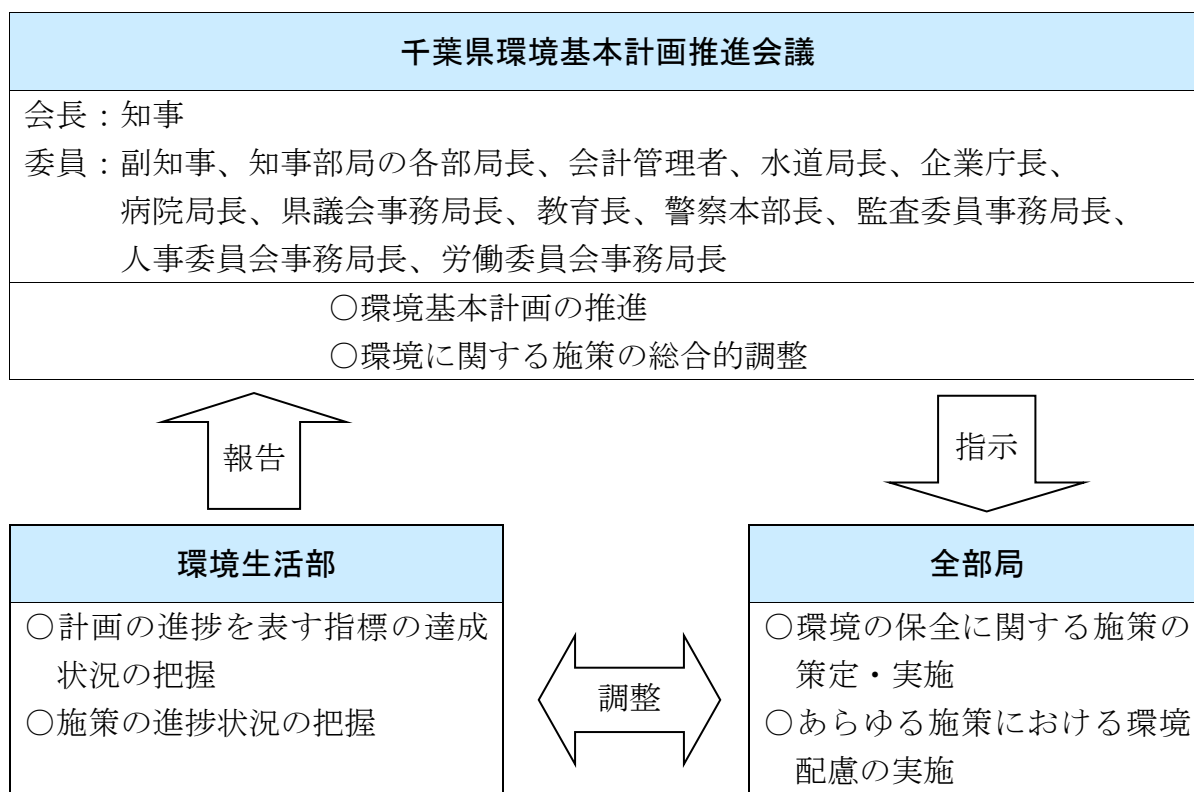 千葉県環境基本計画推進会議
会長：知事
委員：副知事、知事部局の各部局長、会計管理者、水道局長、企業庁長、
病院局長、県議会事務局長、教育長、警察本部長、監査委員事務局長、
人事委員会事務局長、労働委員会事務局長
○環境基本計画の推進
○環境に関する施策の総合的調整
報告
指示
環境生活部
○計画の進捗を表す指標の達成
状況の把握
○施策の進捗状況の把握
調整
全部局
○環境の保全に関する施策の
策定・実施
○あらゆる施策における環境
配慮の実施